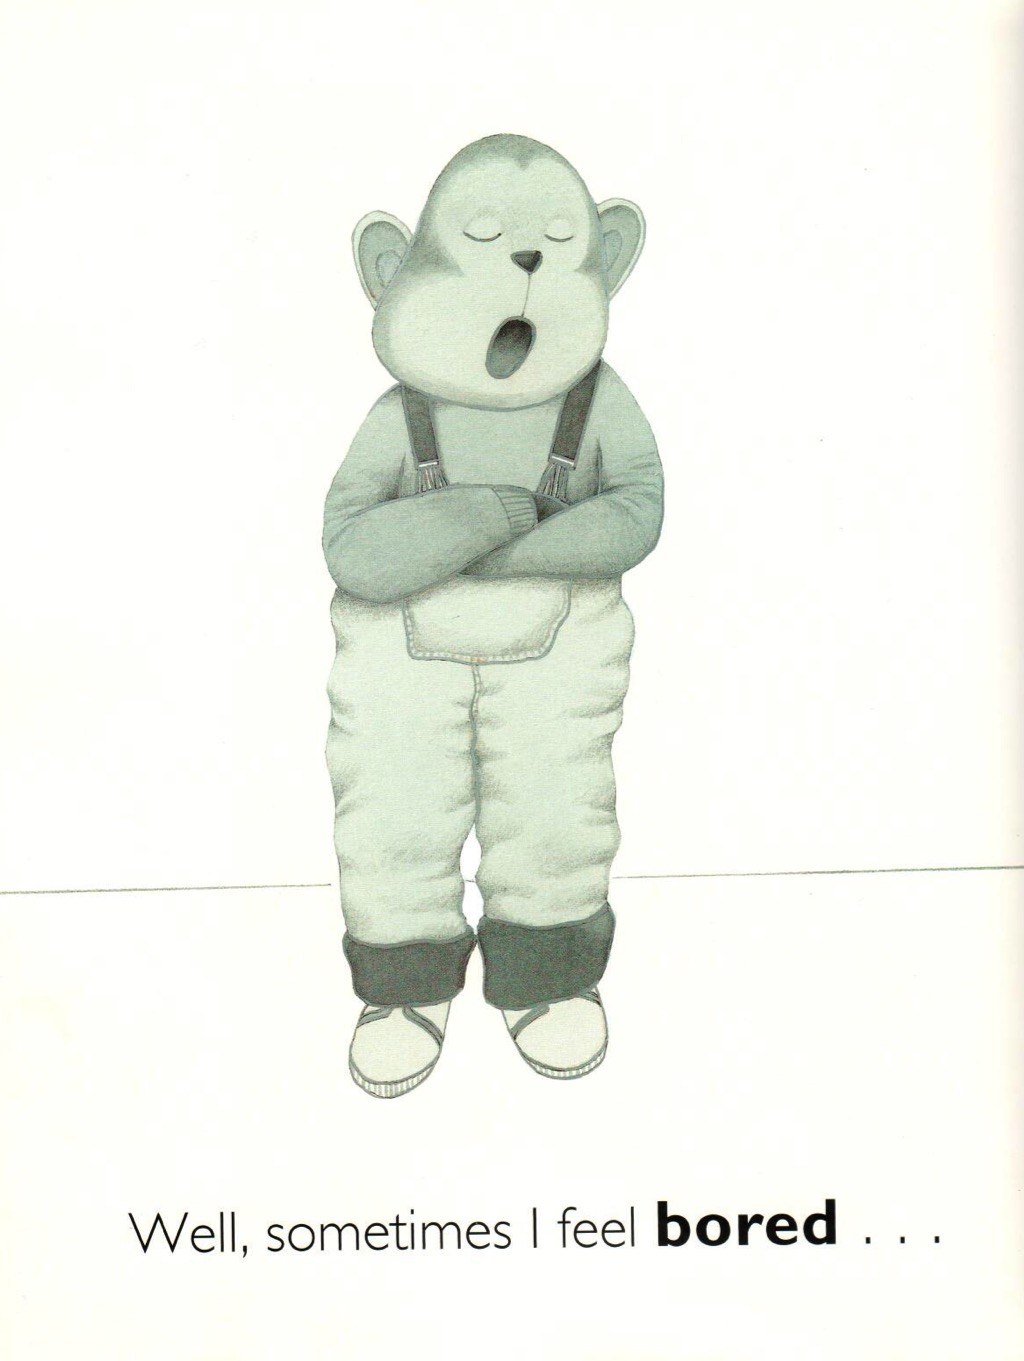 Well, sometimes I feel bored . . .